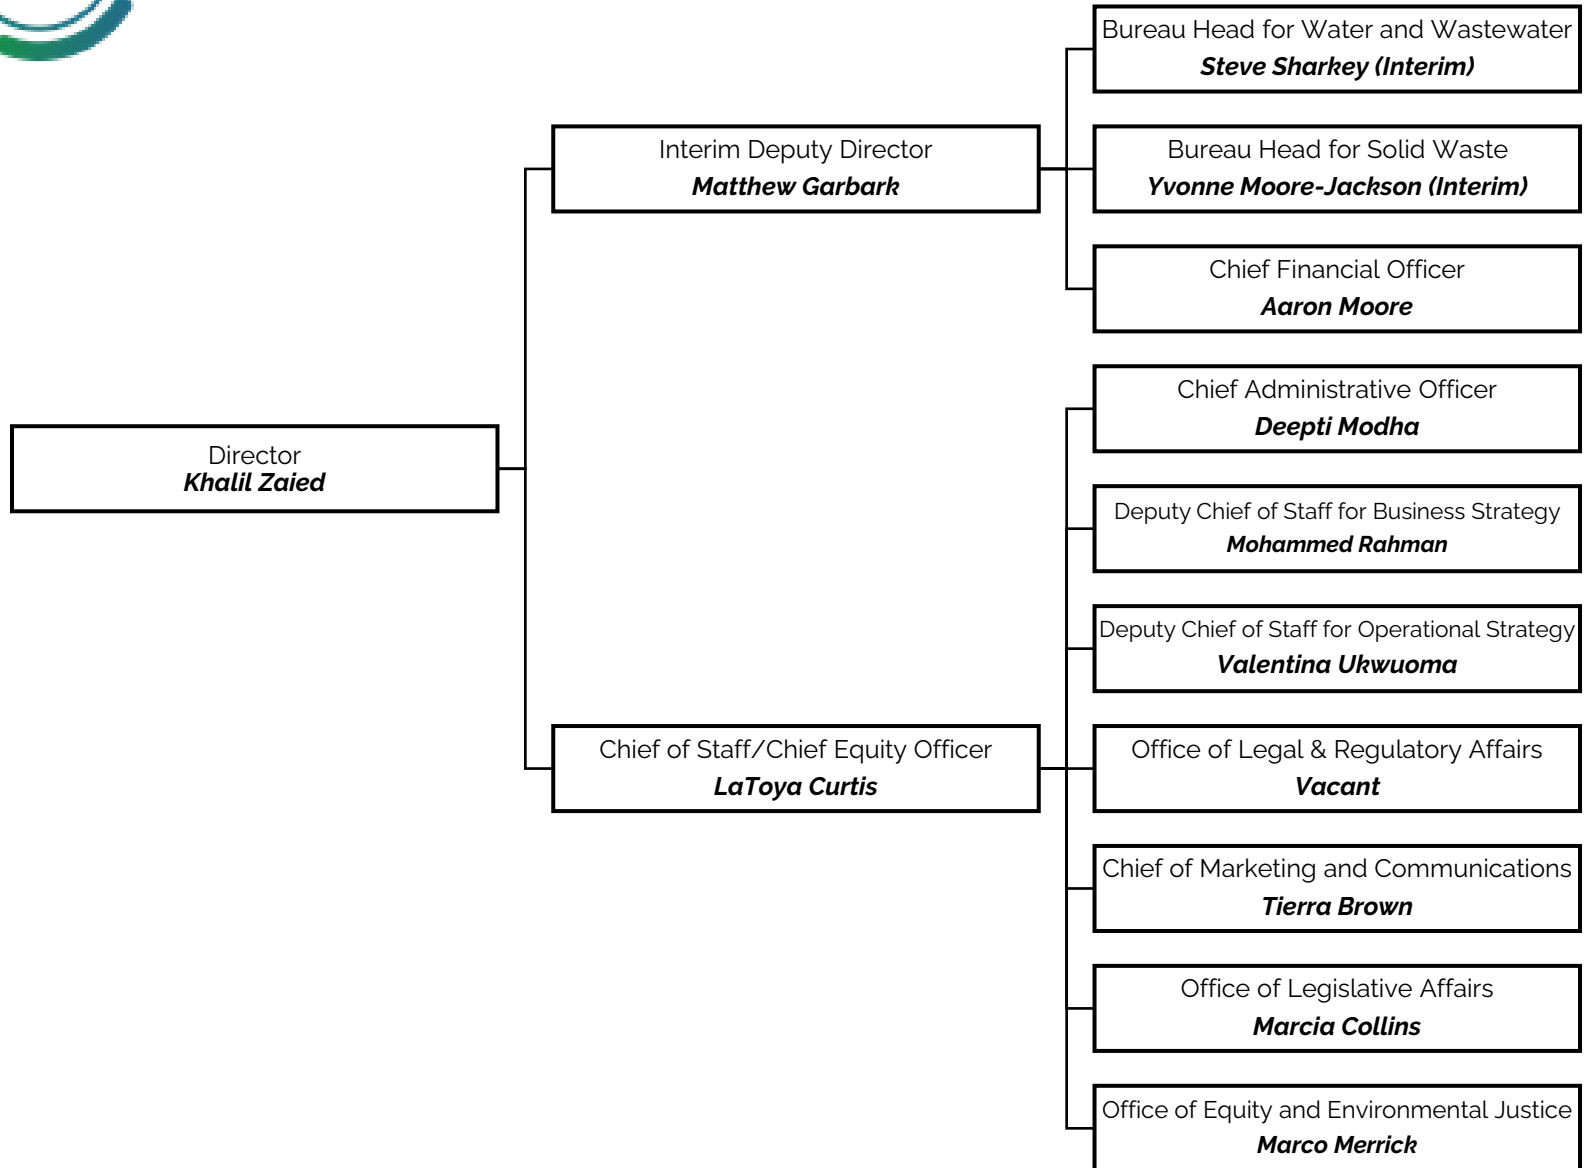 Director
Khalil Zaied
Interim Deputy Director
Matthew Garbark
Bureau Head for Water and Wastewater
Steve Sharkey (Interim)
Bureau Head for Solid Waste
Yvonne Moore-Jackson (Interim)
Chief Financial Officer
Aaron Moore
Chief of Staff/Chief Equity Officer
LaToya Curtis
Chief Administrative Officer
Deepti Modha
Deputy Chief of Staff for Business Strategy
Mohammed Rahman
Deputy Chief of Staff for Operational Strategy
Valentina Ukwuoma
Office of Legal & Regulatory Affairs
Vacant
Chief of Marketing and Communications
Tierra Brown
Office of Legislative Affairs
Marcia Collins
Office of Equity and Environmental Justice
Marco Merrick